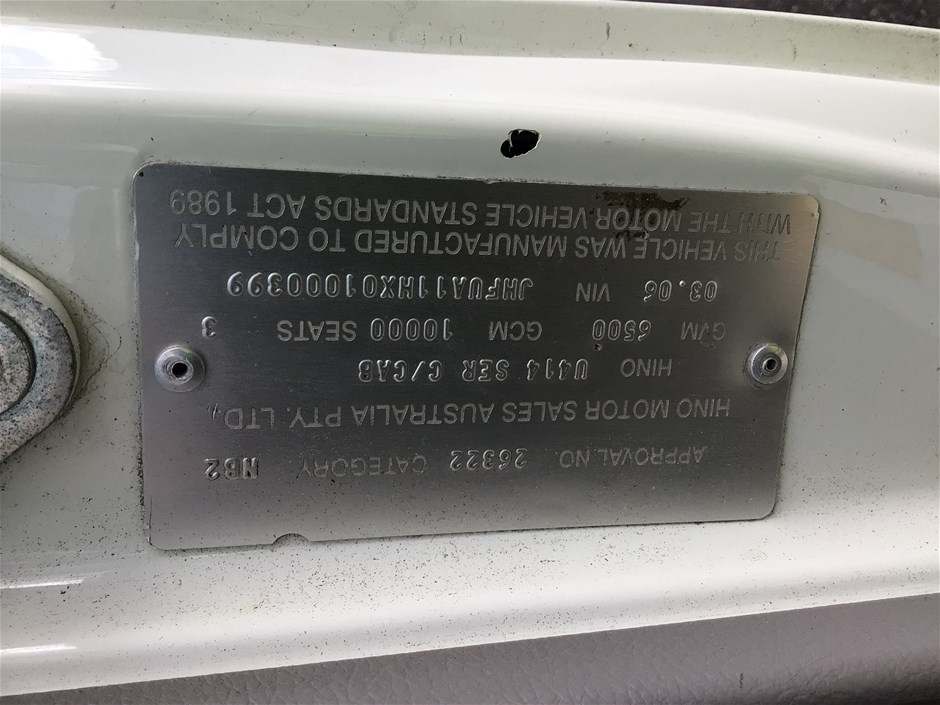 APPROVAL NO. 26322 CATEGORY NB2
HINO MOTOR SALES AUSTRALIA PTY. LTD.
HINO U414 SER C/CAB
GVM 6500 GCM 10000 SEATS 3
03.06 VIN JHFUA11HX01000399
THIS VEHICLE WAS MANUFACTURED TO COMPLY
WITH THE MOTOR VEHICLE STANDARDS ACT 1989